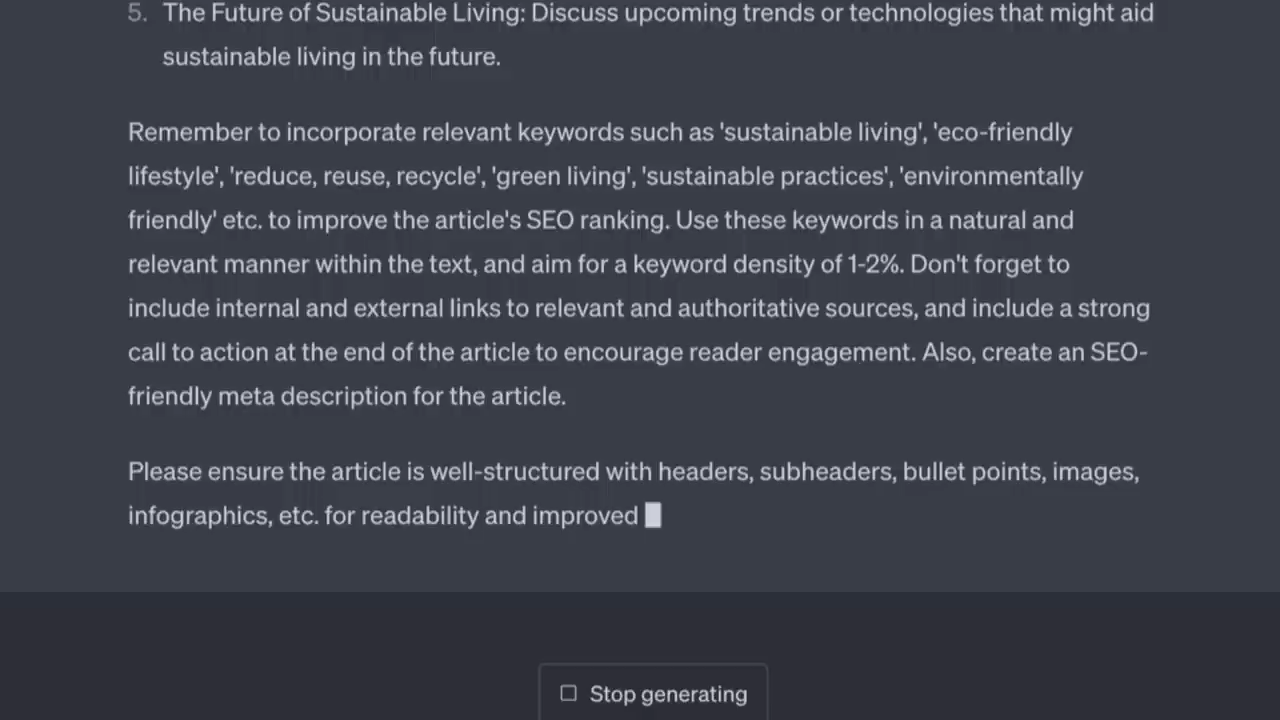 5. The Future of Sustainable Living: Discuss upcoming trends or technologies that might aid
sustainable living in the future.
Remember to incorporate relevant keywords such as 'sustainable living', 'eco-friendly
lifestyle', 'reduce, reuse, recycle', 'green living', 'sustainable practices', 'environmentally
friendly' etc. to improve the article's SEO ranking. Use these keywords in a natural and
relevant manner within the text, and aim for a keyword density of 1-2%. Don't forget to
include internal and external links to relevant and authoritative sources, and include a strong
call to action at the end of the article to encourage reader engagement. Also, create an SEO-
friendly meta description for the article.
Please ensure the article is well-structured with headers, subheaders, bullet points, images,
infographics, etc. for readability and improved
Stop generating